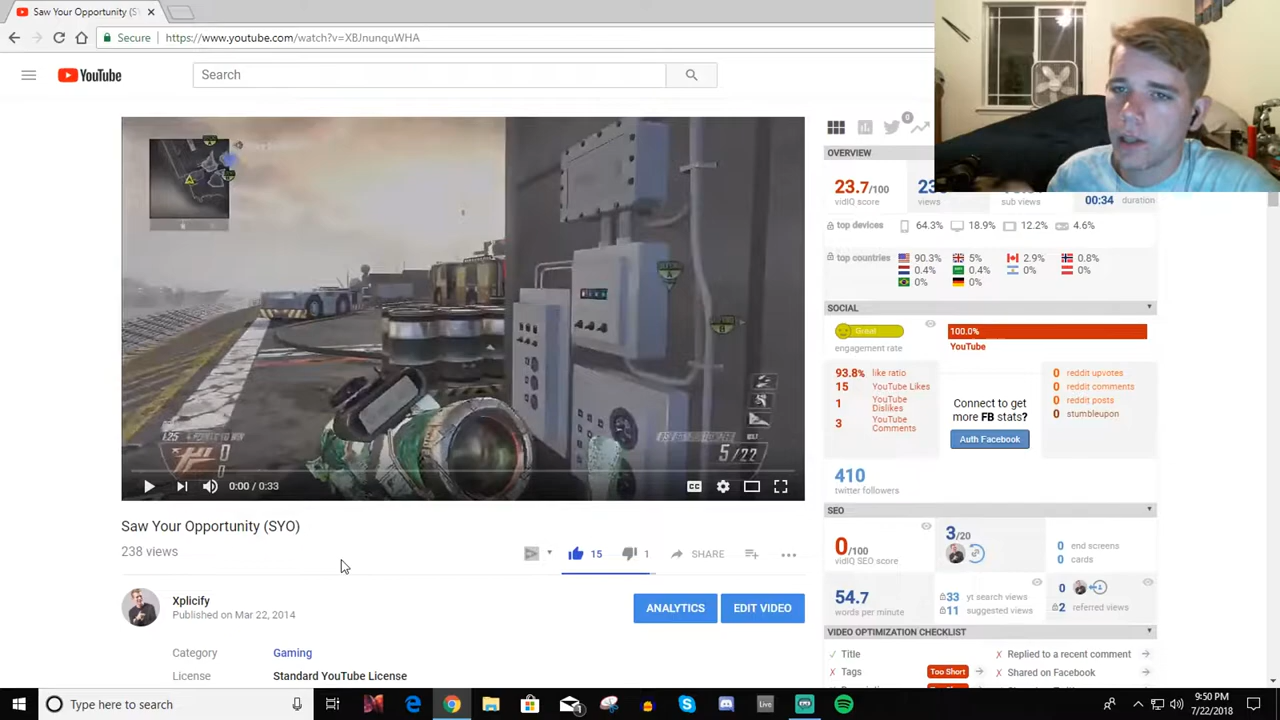 Saw Your Opportunity (SY
Secure https://www.youtube.com/watch?v=XBJnunquWHA
YouTube
Search
0
OVERVIEW
23.7/100
vidIQ score
views
sub views
00:34 duration
top devices 64.3% 18.9% 12.2% 4.6%
top countries 90.3% 5% 2.9% 0.8%
0.4% 0.4% 0% 0%
0% 0%
SOCIAL
Great
engagement rate
100.0%
YouTube
93.8% like ratio
15 YouTube Likes
1 YouTube Dislikes
3 YouTube Comments
Connect to get
more FB stats?
Auth Facebook
0 reddit upvotes
0 reddit comments
0 reddit posts
0 stumbleupon
410
twitter followers
SEO
0/100
vidIQ SEO score
3/20
0 end screens
0 cards
54.7
words per minute
33 yt search views
11 suggested views
0
2 referred views
VIDEO OPTIMIZATION CHECKLIST
Title
Tags Too Short
Replied to a recent comment
Shared on Facebook
5/22
0:00 / 0:33
CC
Saw Your Opportunity (SYO)
238 views
15 1 SHARE
Xplicify
Published on Mar 22, 2014
ANALYTICS EDIT VIDEO
Category Gaming
License Standard YouTube License
Type here to search
Live
9:50 PM
7/22/2018